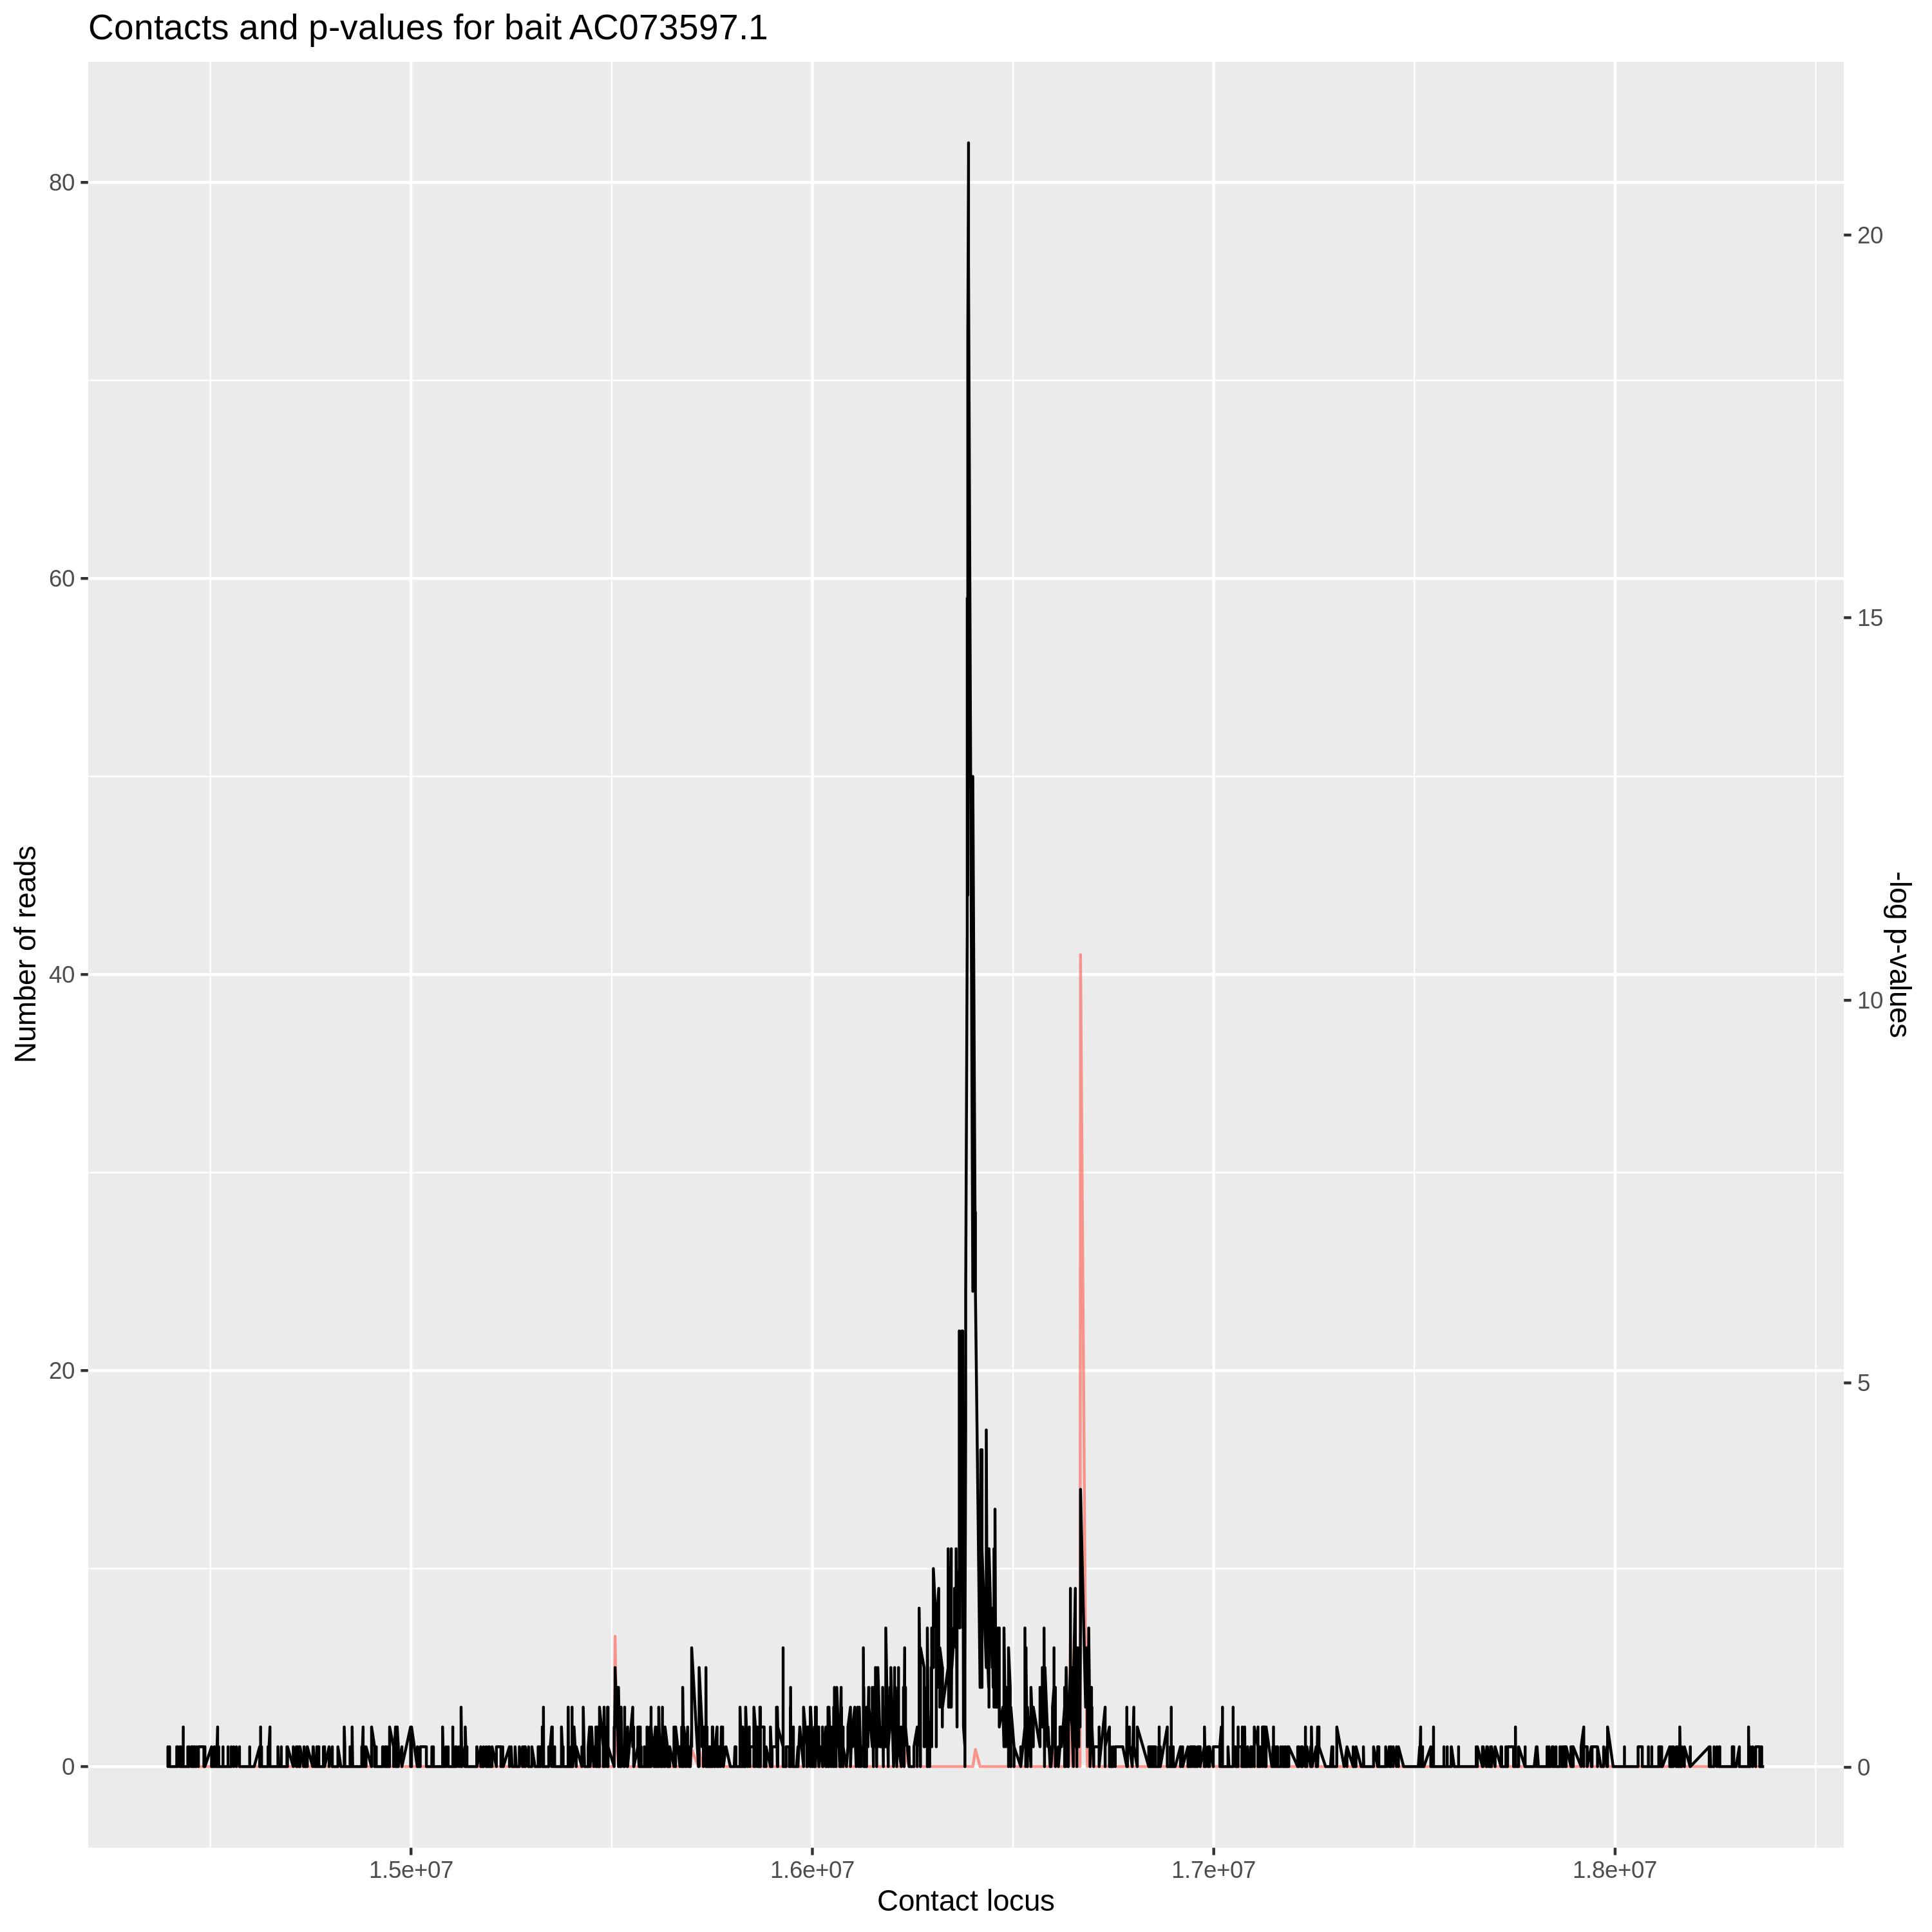 Contacts and p-values for bait AC073597.1
Number of reads
80
60
40
20
0
20
15
10
5
0
-log p-values
1.5e+07
1.6e+07
1.7e+07
1.8e+07
Contact locus